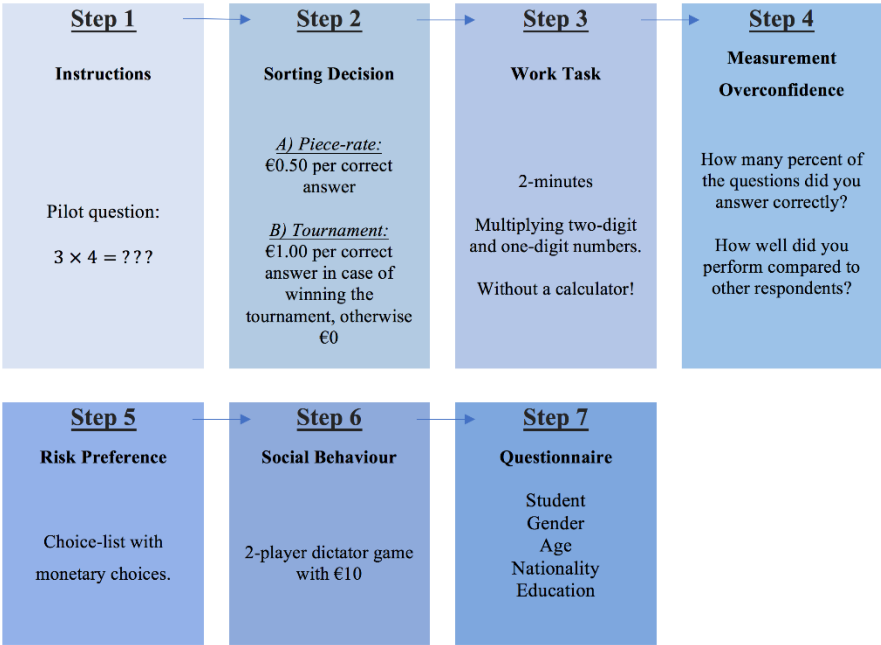 Step 1
Instructions
Pilot question:
3 × 4 = ???
Step 2
Sorting Decision
A) Piece-rate:
€0.50 per correct
answer
B) Tournament:
€1.00 per correct
answer in case of
winning the
tournament, otherwise
€0
Step 3
Work Task
2-minutes
Multiplying two-digit
and one-digit numbers.
Without a calculator!
Step 4
Measurement
Overconfidence
How many percent of
the questions did you
answer correctly?
How well did you
perform compared to
other respondents?
Step 5
Risk Preference
Choice-list with
monetary choices.
Step 6
Social Behaviour
2-player dictator game
with €10
Step 7
Questionnaire
Student
Gender
Age
Nationality
Education